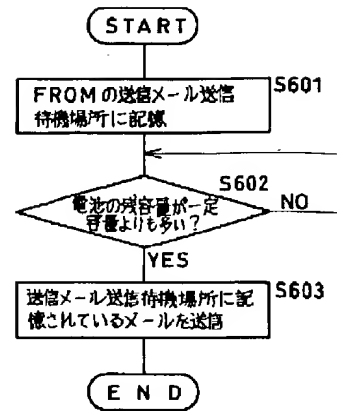 START
S601
FROMの送信メール送信
待機場所に記憶
S602
電池の残容量が一定
容量よりも多い?
NO
YES
S603
送信メール送信待機場所に記
憶されているメールを送信
END